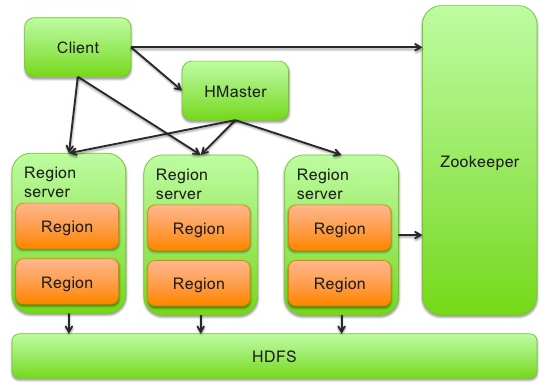 Client
HMaster
Zookeeper
Region
server
Region
Region
Region
server
Region
Region
Region
server
Region
Region
HDFS